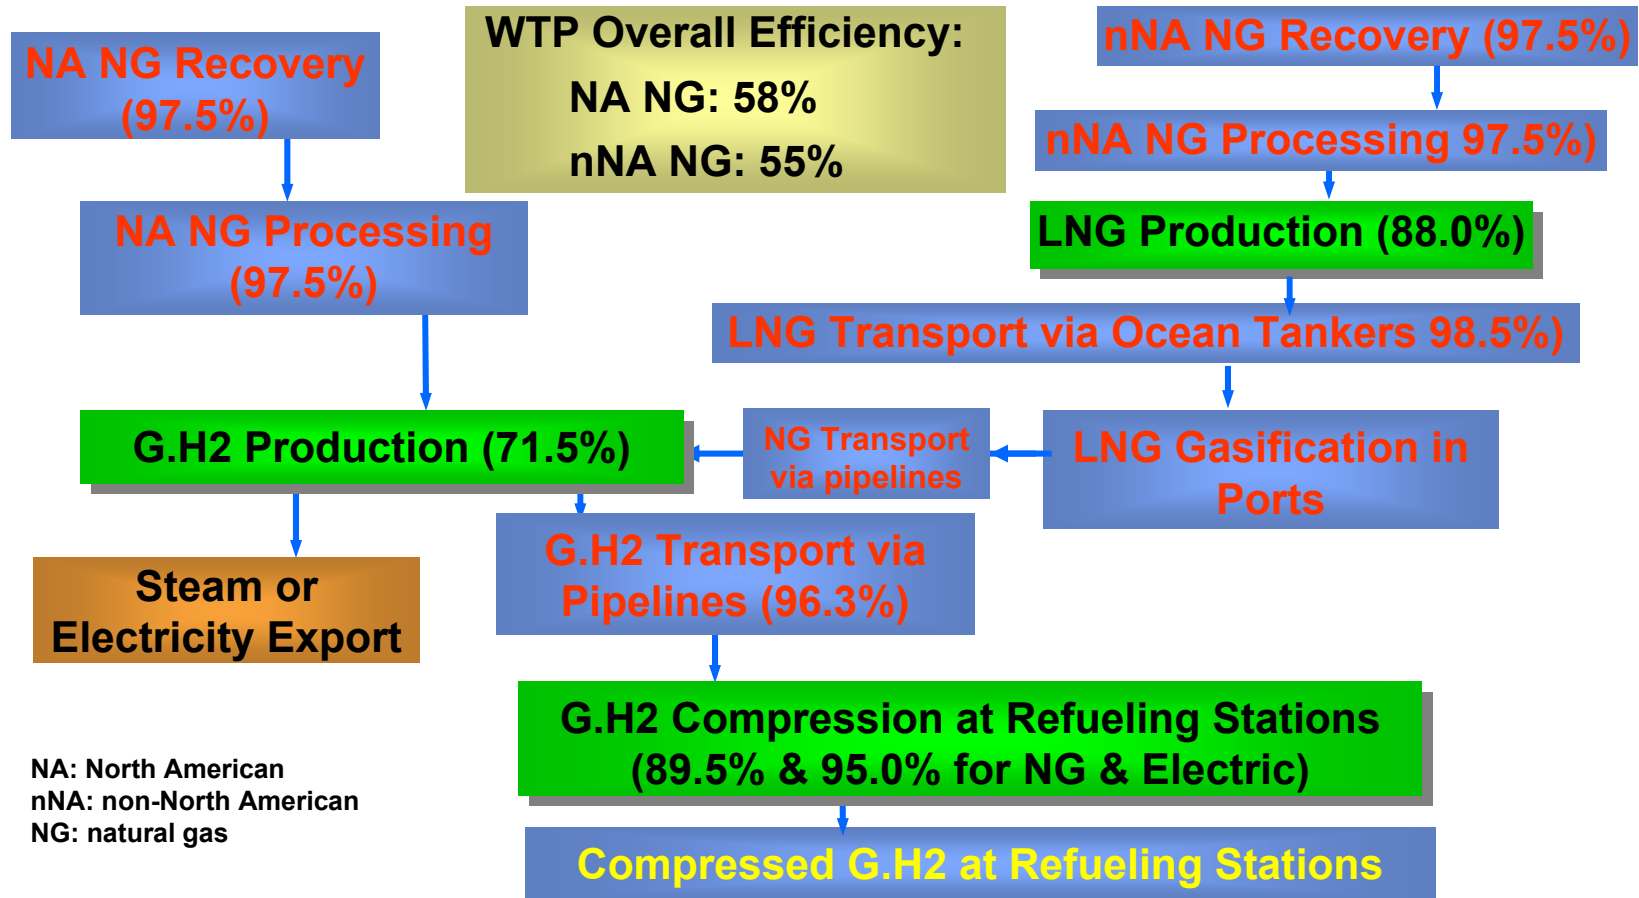 WTP Overall Efficiency:
NA NG: 58%
nNA NG: 55%
NA NG Recovery
(97.5%)
NA NG Processing
(97.5%)
nNA NG Recovery (97.5%)
nNA NG Processing 97.5%)
LNG Production (88.0%)
LNG Transport via Ocean Tankers 98.5%)
LNG Gasification in
Ports
NG Transport
via pipelines
G.H2 Production (71.5%)
Steam or
Electricity Export
G.H2 Transport via
Pipelines (96.3%)
G.H2 Compression at Refueling Stations
(89.5% & 95.0% for NG & Electric)
Compressed G.H2 at Refueling Stations
NA: North American
nNA: non-North American
NG: natural gas